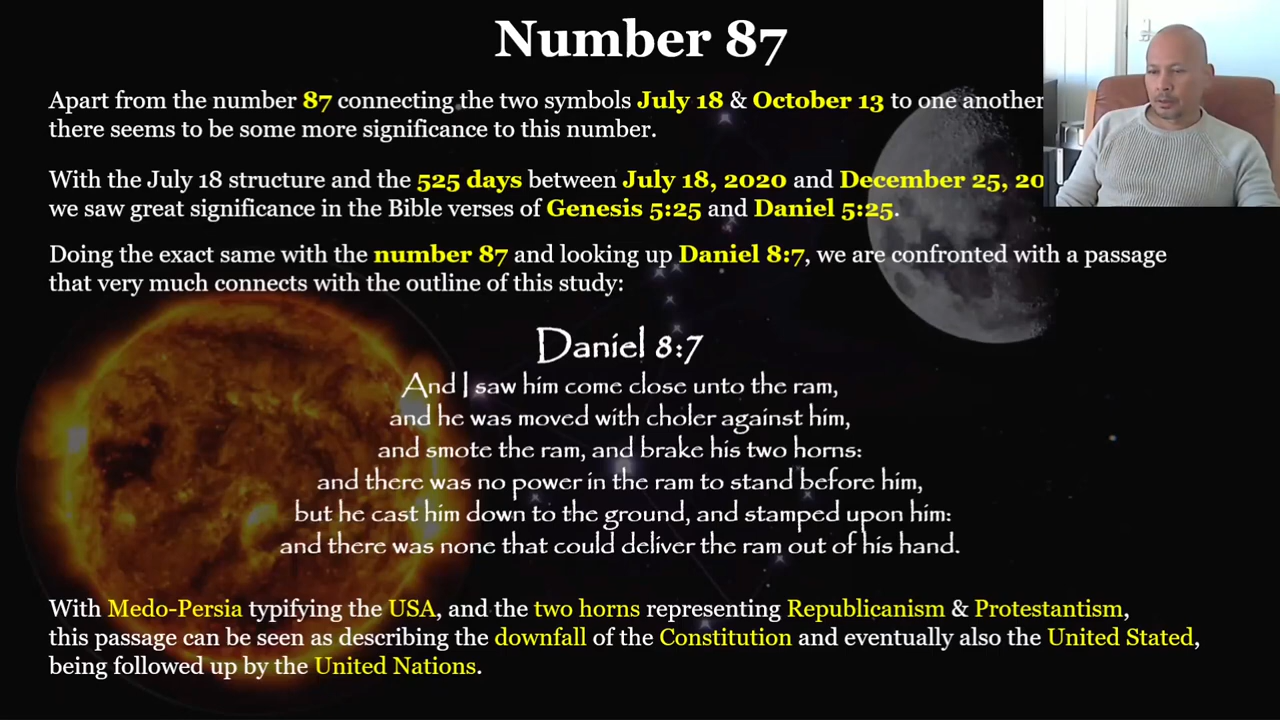 Number 87
Apart from the number 87 connecting the two symbols July 18 & October 13 to one another
there seems to be some more significance to this number.
With the July 18 structure and the 525 days between July 18, 2020 and December 25, 20
we saw great significance in the Bible verses of Genesis 5:25 and Daniel 5:25.
Doing the exact same with the number 87 and looking up Daniel 8:7, we are confronted with a passage
that very much connects with the outline of this study:
Daniel 8:7
And I saw him come close unto the ram,
and he was moved with choler against him,
and smote the ram, and brake his two horns:
and there was no power in the ram to stand before him,
but he cast him down to the ground, and stamped upon him:
and there was none that could deliver the ram out of his hand.
With Medo-Persia typifying the USA, and the two horns representing Republicanism & Protestantism,
this passage can be seen as describing the downfall of the Constitution and eventually also the United Stated,
being followed up by the United Nations.